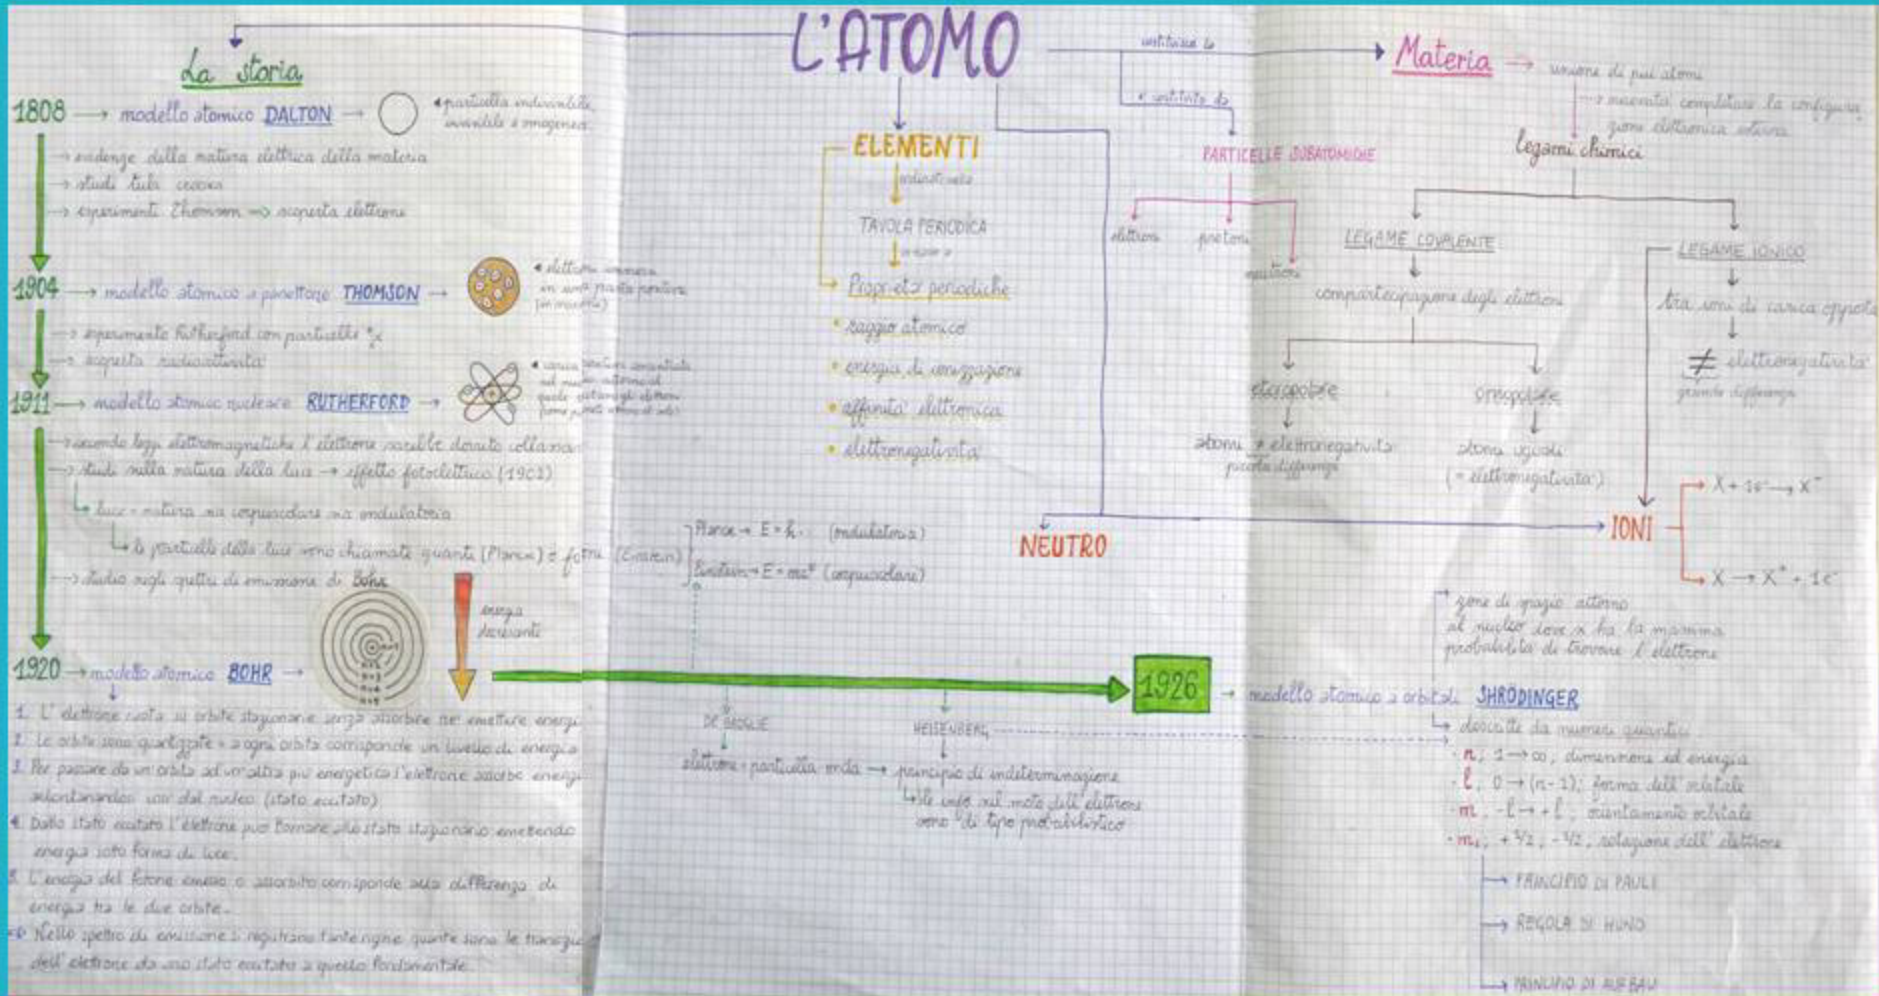 L'ATOMO
La storia
1808 → modello atomico DALTON →
particella indivisibile,
invisibile e omogenea
→ evidenze della natura elettrica della materia
→ studi tubi
→ esperimenti Thomson => scoperta elettrone
1904 → modello atomico a panettone THOMSON →
in una pasta positiva
→ esperimento Rutherford con particelle
→ scoperta radioattività
1911 → modello atomico nucleare RUTHERFORD →
→ secondo leggi elettromagnetiche l'elettrone sarebbe dovuto collassare
→ studi sulla natura della luce → effetto fotoelettrico (1902)
luce = natura sia corpuscolare sia ondulatoria
le particelle della luce sono chiamate quanti (Planck) e fotoni (Einstein)
Planck → E = h· (ondulatoria)
Einstein → E = mc² (corpuscolare)
→ studio sugli spettri di emissione di Bohr
energia
decrescente
1920 → modello atomico BOHR →
1. L'elettrone ruota su orbite stazionarie senza assorbire nè emettere energi
2. Le orbite sono quantizzate = a ogni orbita corrisponde un livello di energia
3. Per passare da un'orbita ad un'altra più energetica l'elettrone assorbe energi
allontanandosi così dal nucleo (stato eccitato)
4. Dallo stato eccitato l'elettrone può tornare allo stato stazionario emettendo
energia sotto forma di luce.
5. L'energia del fotone emesso o assorbito corrisponde alla differenza di
energia tra le due orbite.
6. Nello spettro di emissione si registrano tante righe quante sono le transizi
dell'elettrone da uno stato eccitato a quello fondamentale.
ELEMENTI
TAVOLA PERIODICA
Proprietà periodiche
• raggio atomico
• energia di ionizzazione
• affinità elettronica
• elettronegatività
costituisce la
è costituito da
PARTICELLE SUBATOMICHE
elettroni
protoni
neutroni
Materia → unione di più atomi
→ necessità completare la configura
zione elettronica esterna
legami chimici
LEGAME COVALENTE
compartecipazione degli elettroni
eteropolare
atomi ≠ elettronegatività
piccola differenza
omopolare
atomi uguali
(= elettronegatività)
LEGAME IONICO
tra ioni di carica opposta
≠ elettronegatività
grande differenza
NEUTRO
IONI
X + 1e⁻ → X⁻
X → X⁺ + 1e⁻
DE BROGLIE
elettrone = particella onda
HEISENBERG
→ principio di indeterminazione
le info sul moto dell'elettrone
sono di tipo probabilistico
1926 → modello atomico a orbitali SHRÖDINGER
zone di spazio attorno
al nucleo dove si ha la massima
probabilità di trovare l'elettrone
descritte da numeri quantici
- n; 1 → ∞; dimensione ed energia
- l; 0 → (n-1); forma dell'orbitale
- m; -l → +l; orientamento orbitale
- ms; +1/2; -1/2; rotazione dell'elettrone
→ PRINCIPIO DI PAULI
→ REGOLA DI HUND
→ PRINCIPIO DI AUFBAU